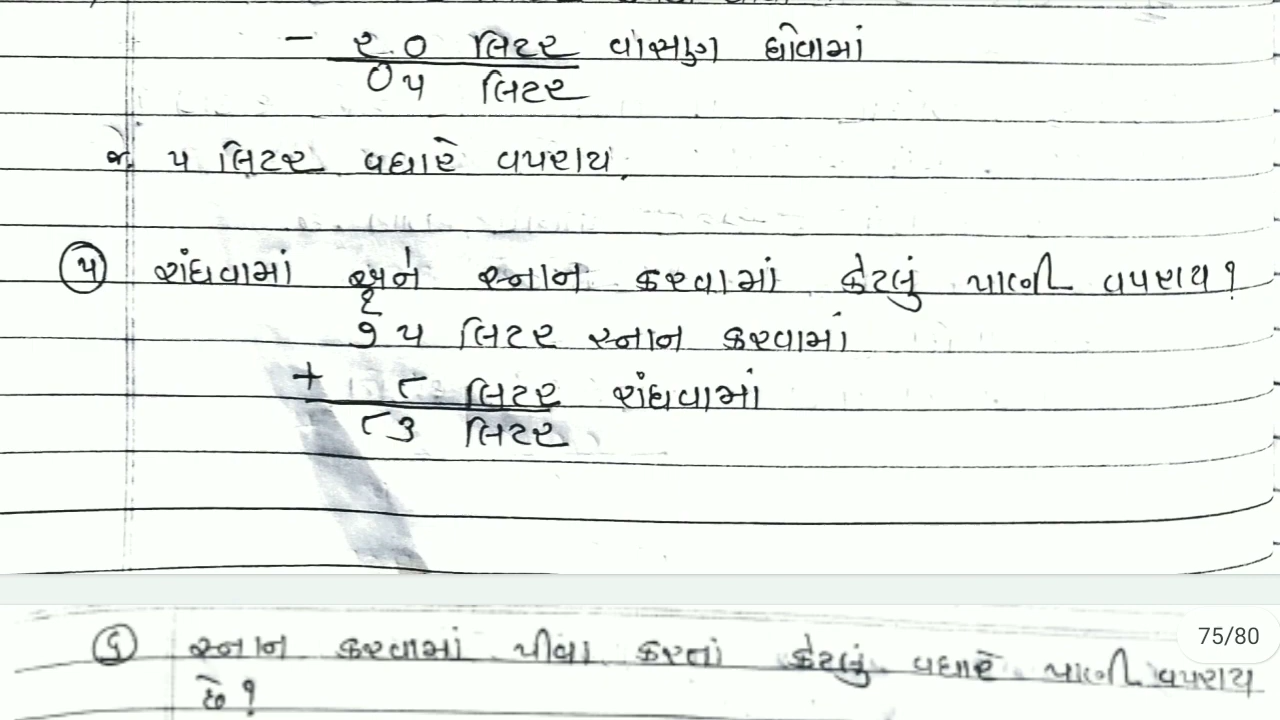 - ૨૦ લિટર વાસણ ધોવામાં
૦૫ લિટર
જ. ૫ લિટર વધારે વપરાય.
૫ રાંધવામાં અને સ્નાન કરવામાં કેટલું પાણી વપરાય?
૧
૭૫ લિટર સ્નાન કરવામાં
+ ૮ લિટર રાંધવામાં
૮૩ લિટર
75/80
૬ સ્નાન કરવામાં પીવા કરતાં કેટલું વધારે પાણી વપરાય
છે?